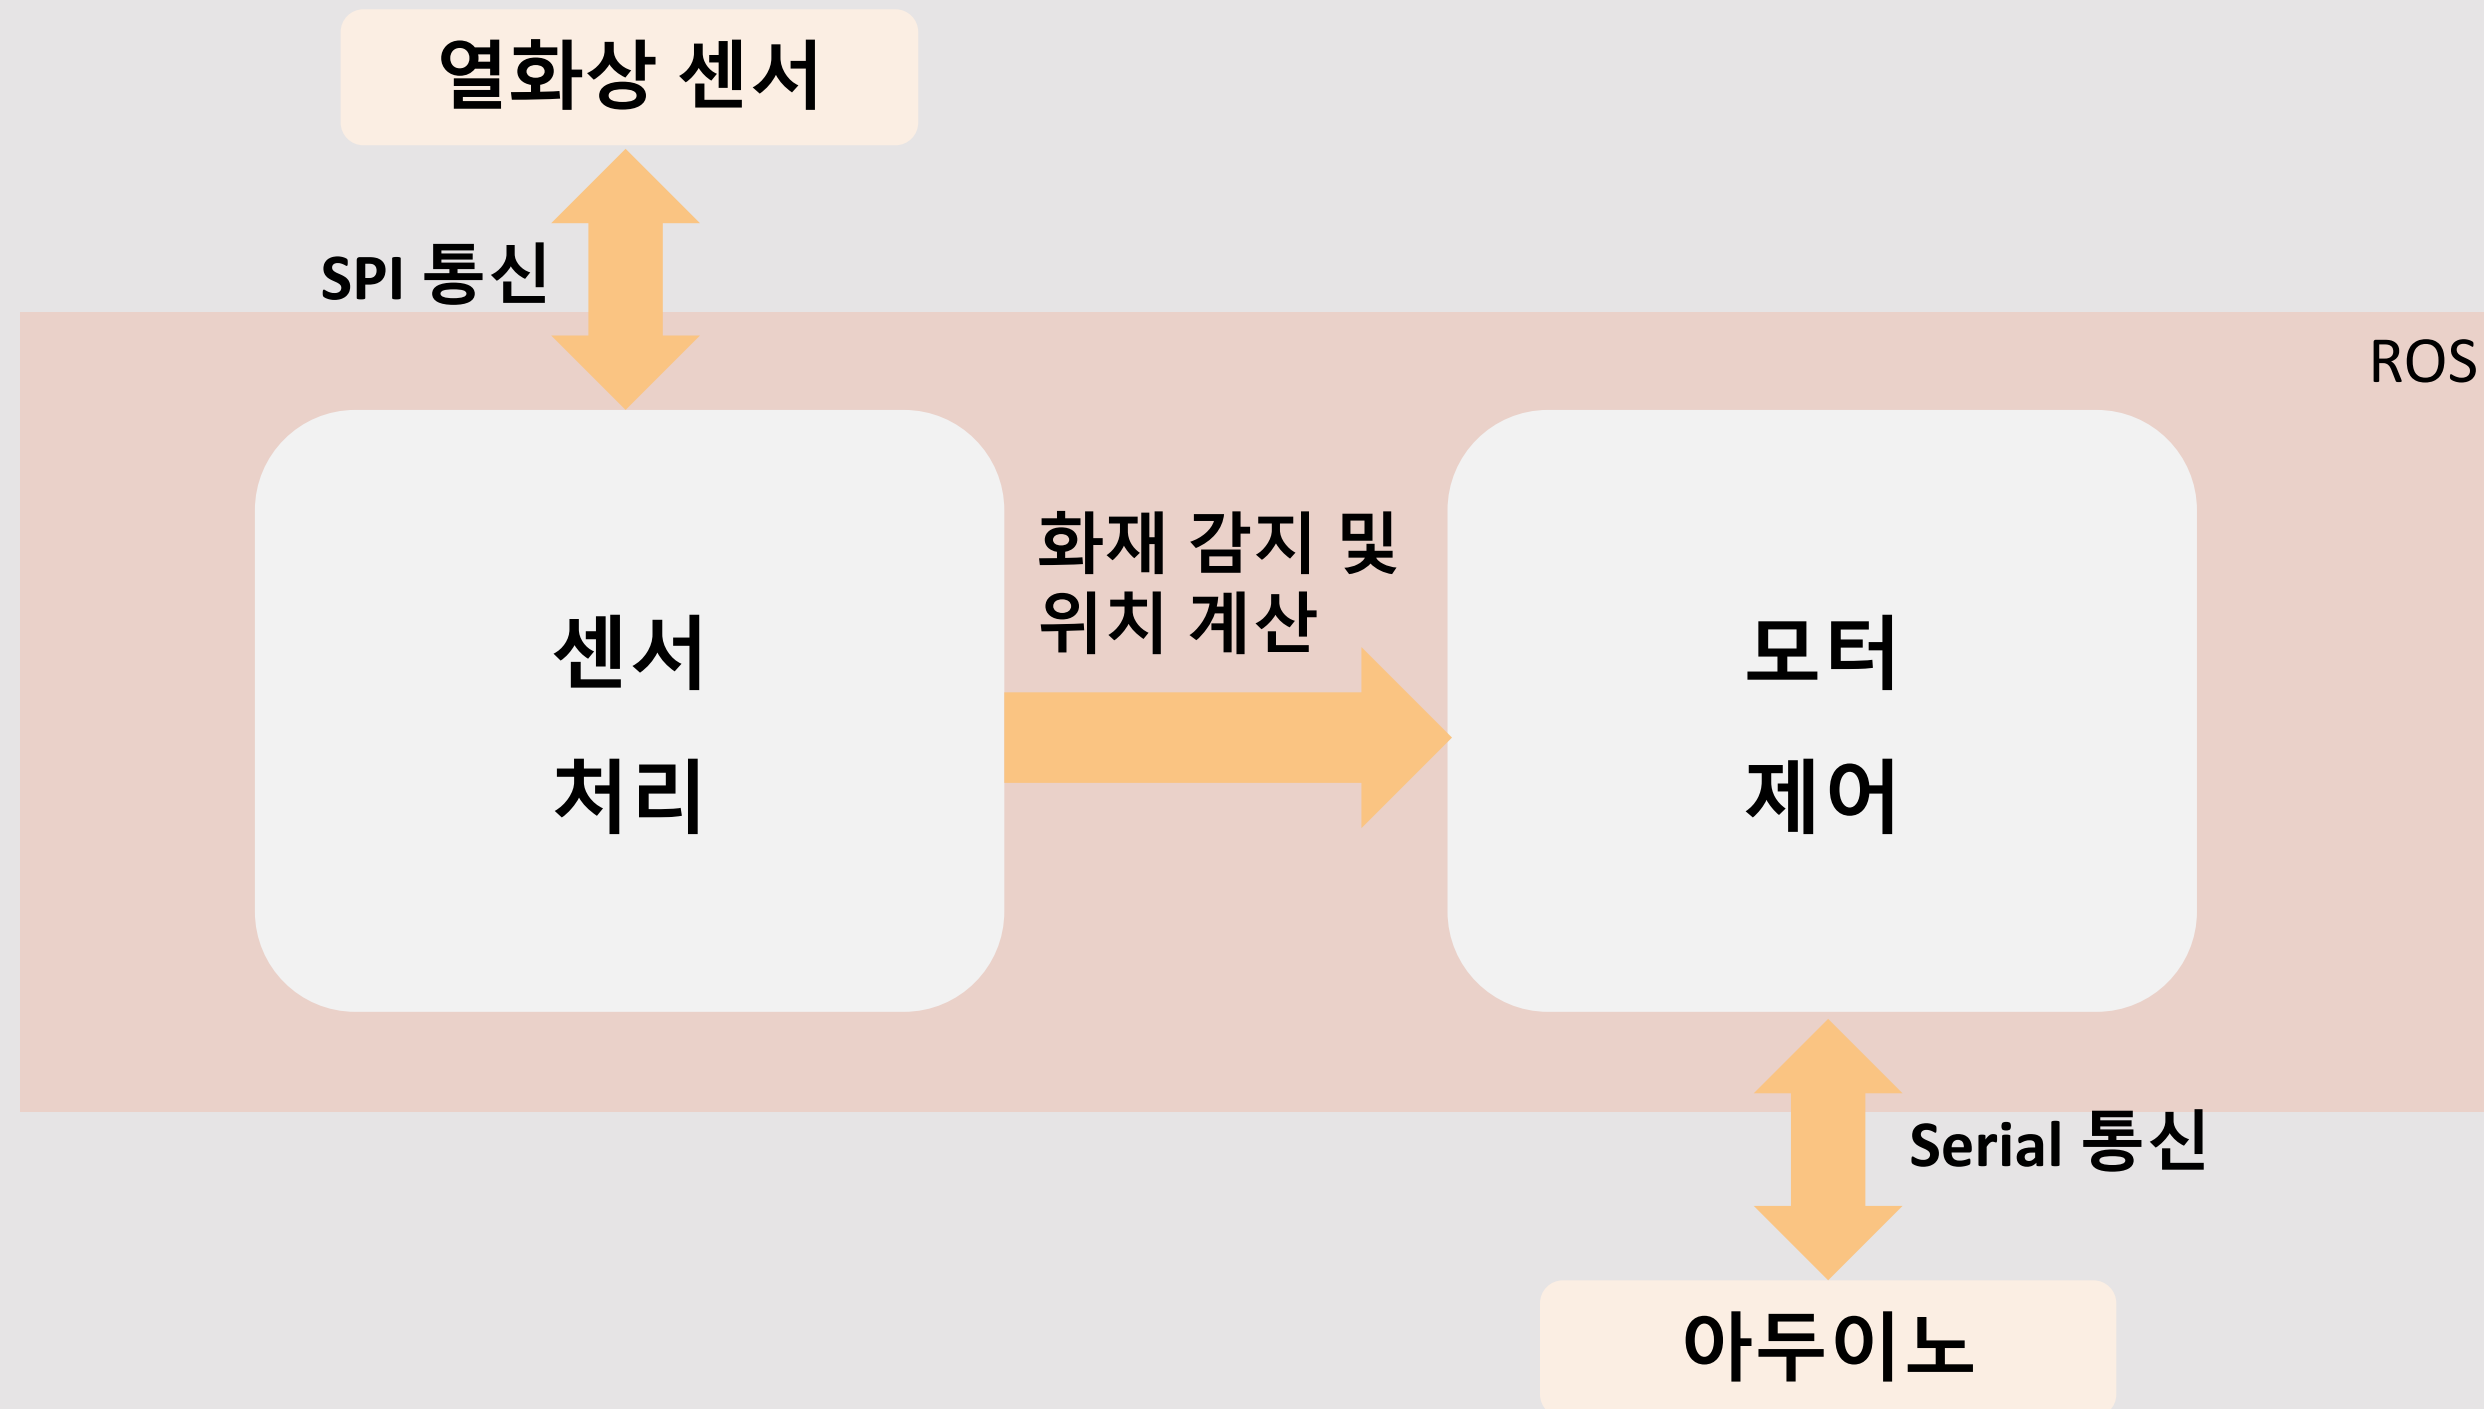 열화상 센서
SPI 통신
ROS
화재 감지 및
위치 계산
센서
처리
모터
제어
Serial 통신
아두이노